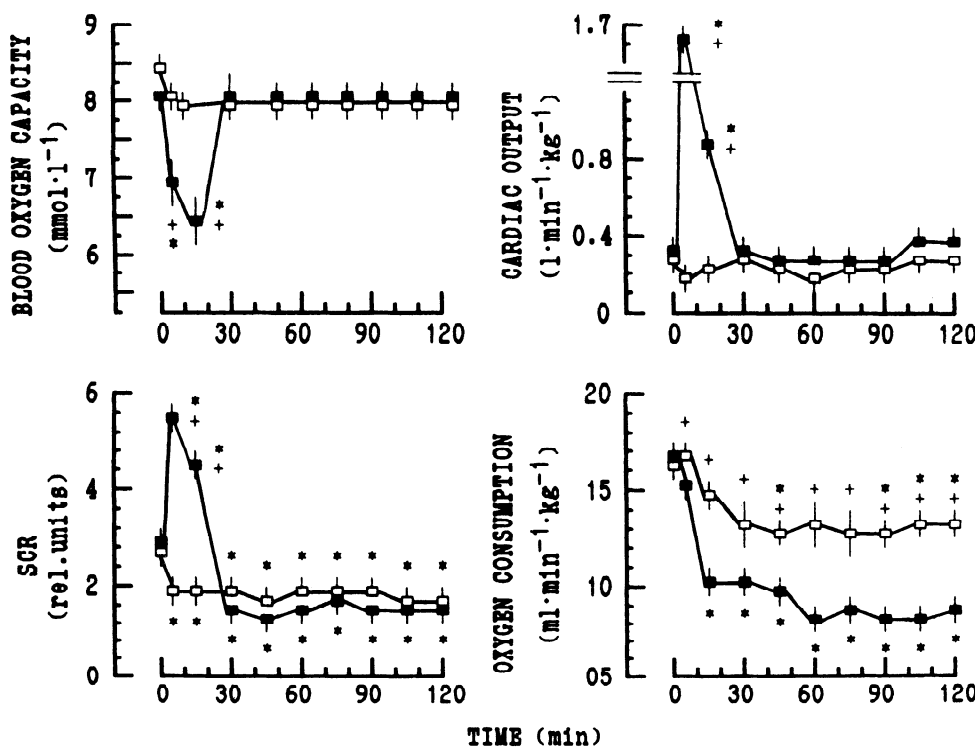 BLOOD OXYGEN CAPACITY
(mmol·l⁻¹)
9
8
7
6
0 30 60 90 120
CARDIAC OUTPUT
(l·min⁻¹·kg⁻¹)
1.7
0.8
0.4
0
0 30 60 90 120
SCR
(rel.units)
6
4
2
0
0 30 60 90 120
OXYGEN CONSUMPTION
(ml·min⁻¹·kg⁻¹)
20
15
10
05
0 30 60 90 120
TIME (min)